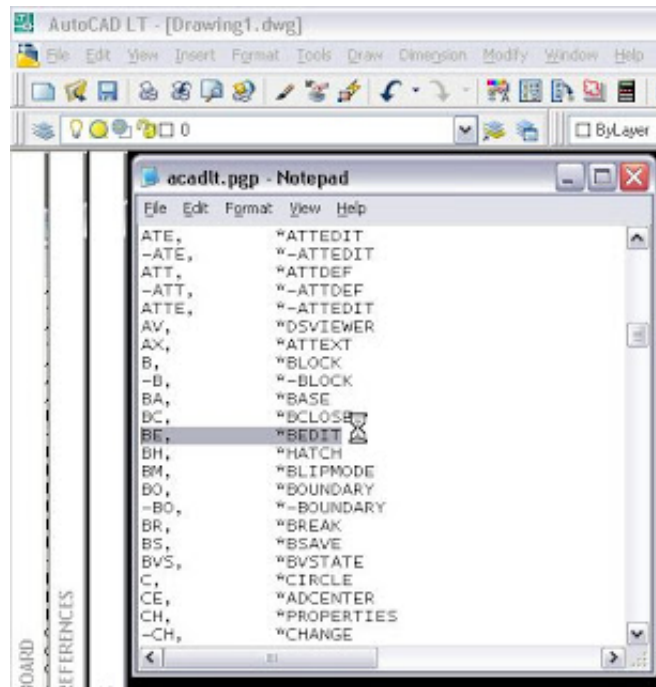 AutoCAD LT - [Drawing1.dwg]
File Edit View Insert Format Tools Draw Dimension Modify Window Help
0 ByLayer
acadlt.pgp - Notepad
File Edit Format View Help
ATE, *ATTEDIT
-ATE, *-ATTEDIT
ATT, *ATTDEF
-ATT, *-ATTDEF
ATTE, *-ATTEDIT
AV, *DSVIEWER
AX, *ATTEXT
B, *BLOCK
-B, *-BLOCK
BA, *BASE
BC, *BCLOSE
BE, *BEDIT
BH, *HATCH
BM, *BLIPMODE
BO, *BOUNDARY
-BO, *-BOUNDARY
BR, *BREAK
BS, *BSAVE
BVS, *BVSTATE
C, *CIRCLE
CE, *ADCENTER
CH, *PROPERTIES
-CH, *CHANGE
BOARD
REFERENCES